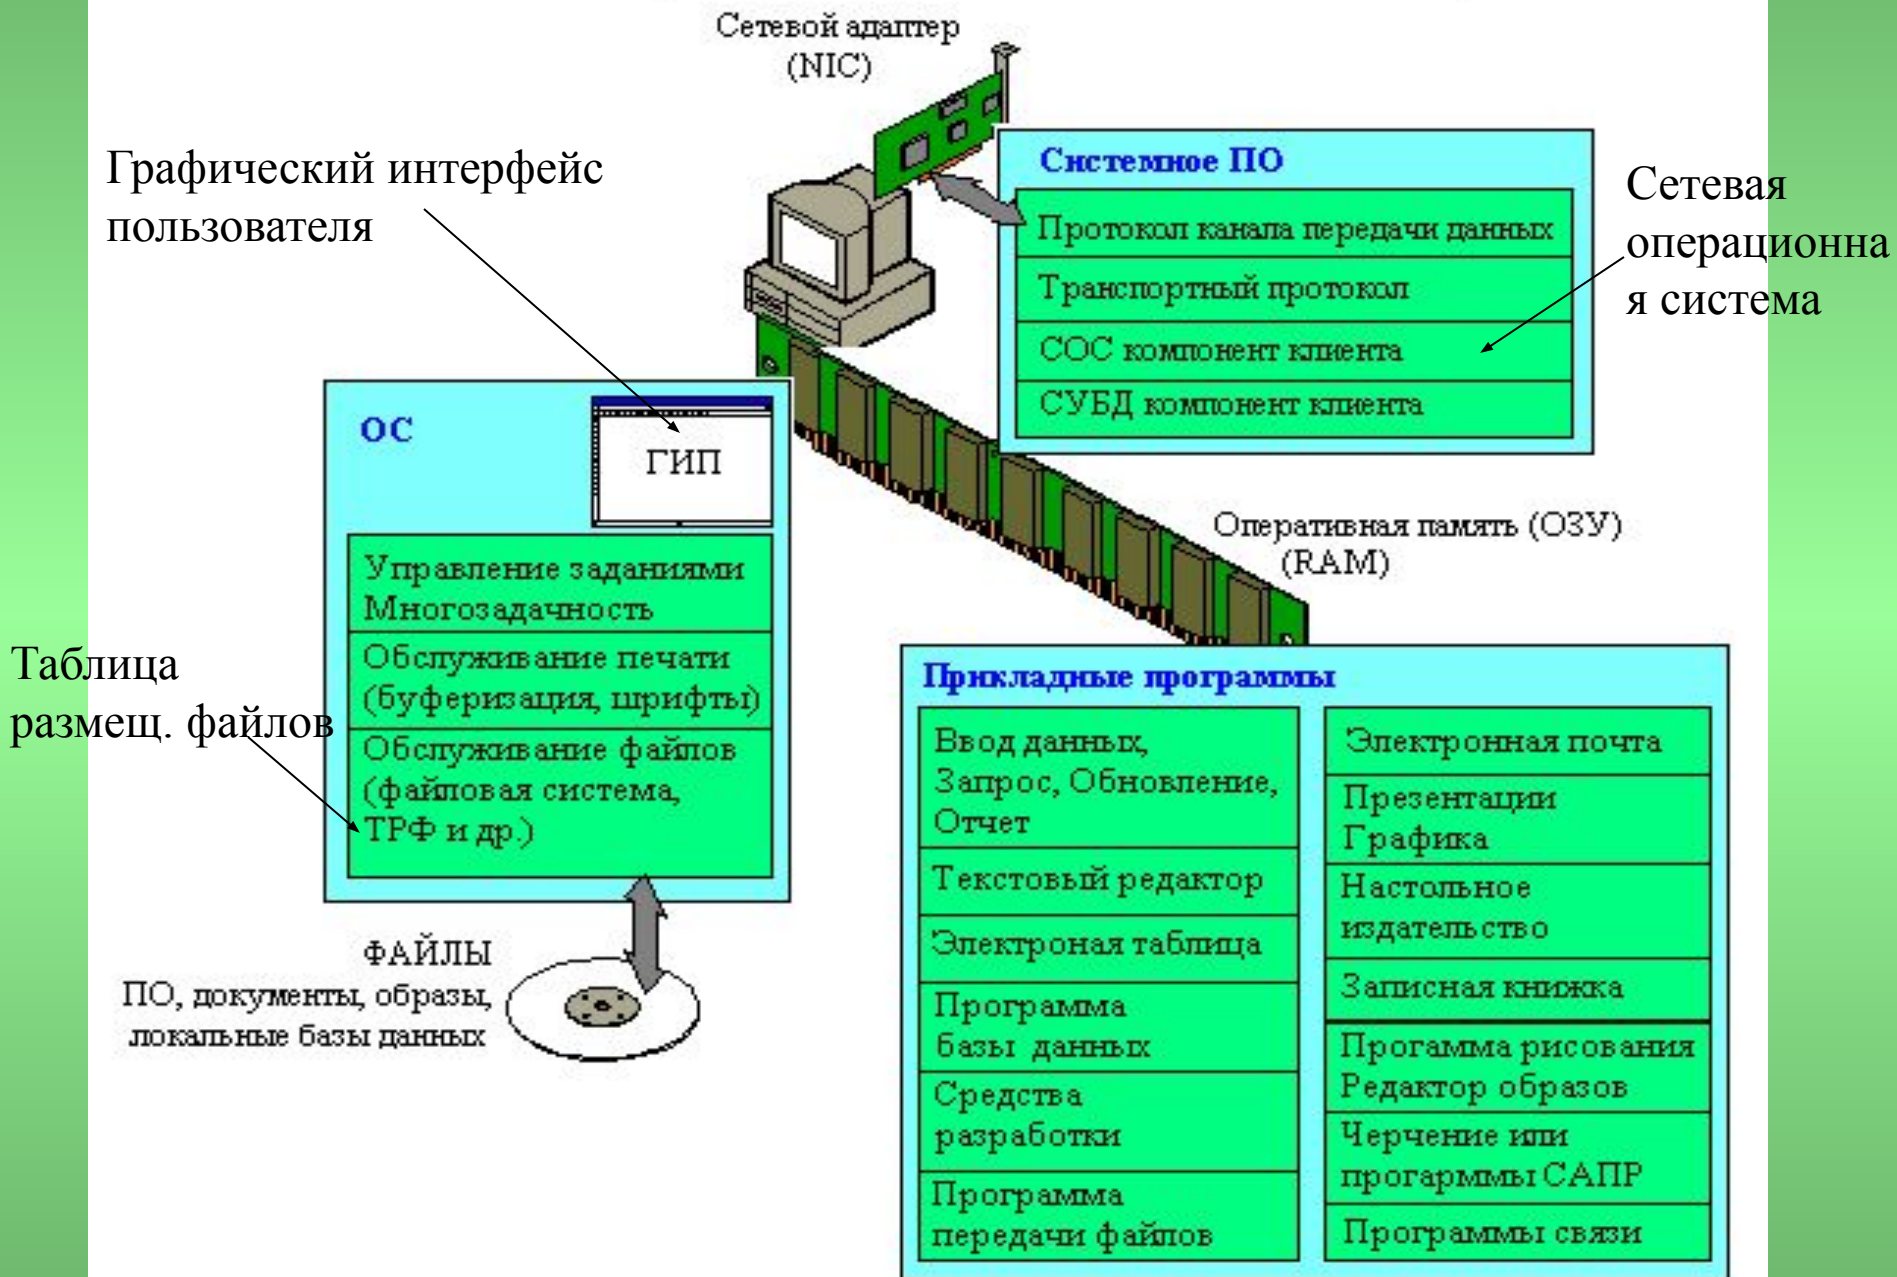 Сетевой адаптер
(NIC)
Графический интерфейс
пользователя
Системное ПО
Протокол канала передачи данных
Транспортный протокол
СОС компонент клиента
СУБД компонент клиента
Сетевая
операционна
я система
ОС
ГИП
Управление заданиями
Многозадачность
Обслуживание печати
(буферизация, шрифты)
Обслуживание файлов
(файловая система,
ТРФ и др.)
Таблица
размещ. файлов
Оперативная память (ОЗУ)
(RAM)
ФАЙЛЫ
ПО, документы, образы,
локальные базы данных
Прикладные программы
Ввод данных,
Запрос, Обновление,
Отчет
Текстовый редактор
Электроная таблица
Программа
базы данных
Средства
разработки
Программа
передачи файлов
Электронная почта
Презентации
Графика
Настольное
издательство
Записная книжка
Прогамма рисования
Редактор образов
Черчение или
прогарммы САПР
Программы связи